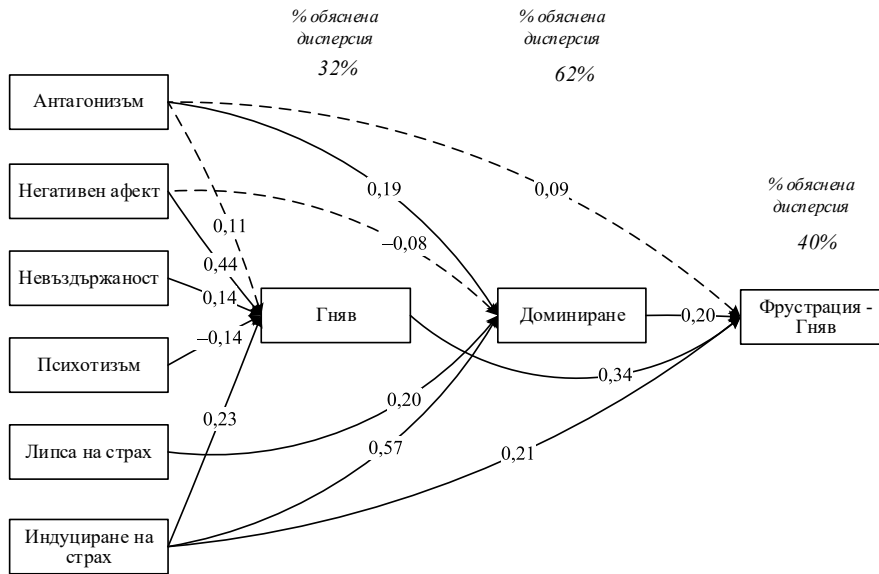 % обяснена
дисперсия
32%
% обяснена
дисперсия
62%
% обяснена
дисперсия
40%
Антагонизъм
Негативен афект
Невъздържаност
Психотизъм
Липса на страх
Индуциране на
страх
Гняв
Доминиране
Фрустрация -
Гняв
0,19
0,09
0,11
–0,08
0,44
0,14
–0,14
0,20
0,34
0,23
0,20
0,57
0,21